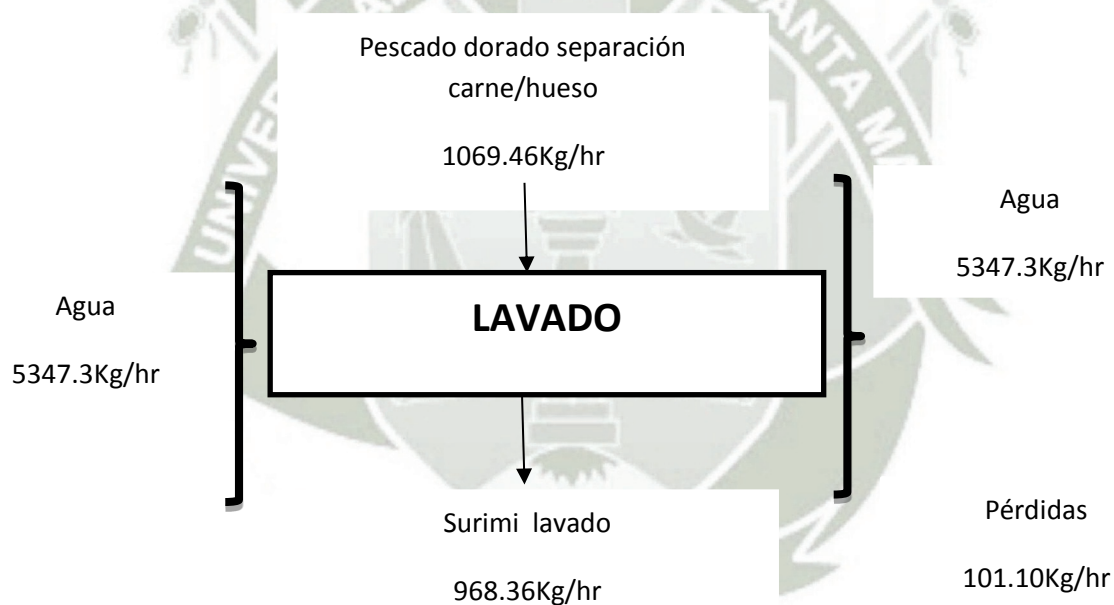 Pescado dorado separación
carne/hueso
1069.46Kg/hr
Agua
5347.3Kg/hr
LAVADO
Agua
5347.3Kg/hr
Surimi lavado
968.36Kg/hr
Pérdidas
101.10Kg/hr